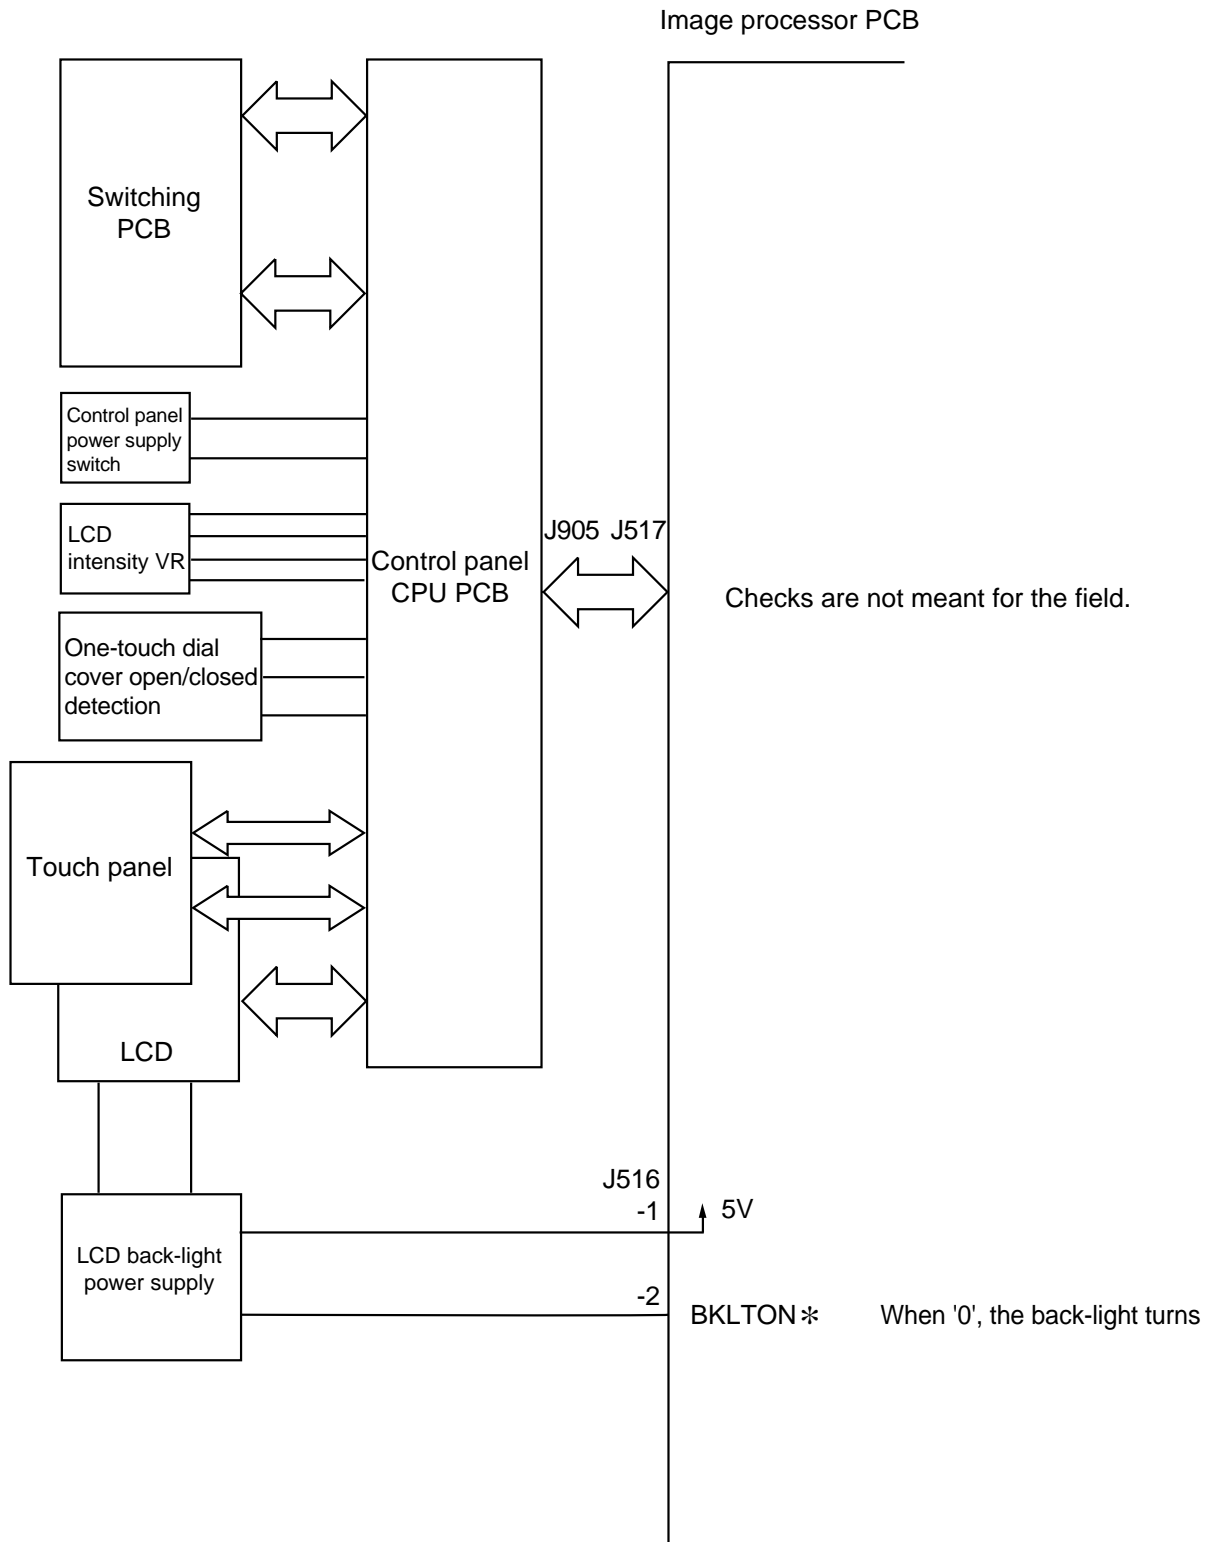 Image processor PCB
Switching
PCB
Control panel
power supply
switch
LCD
intensity VR
One-touch dial
cover open/closed
detection
Control panel
CPU PCB
J905 J517
Checks are not meant for the field.
Touch panel
LCD
J516
-1
5V
LCD back-light
power supply
-2
BKLTON* When '0', the back-light turns